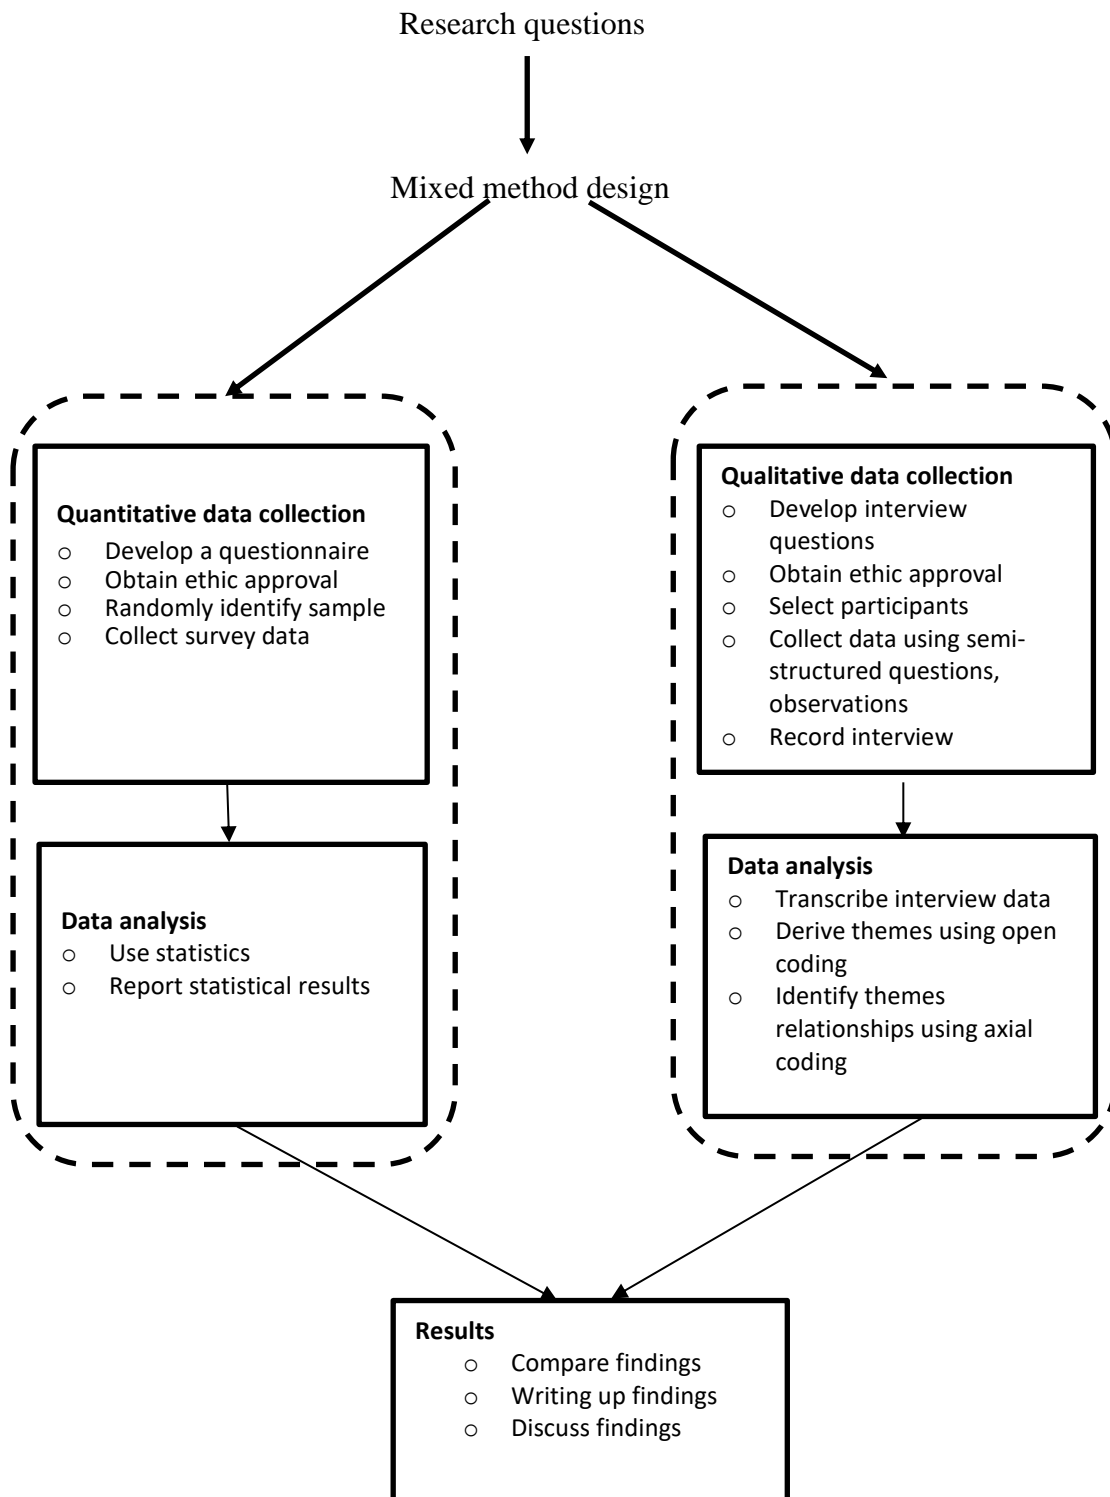 Research questions
Mixed method design
Quantitative data collection
o Develop a questionnaire
o Obtain ethic approval
o Randomly identify sample
o Collect survey data
Qualitative data collection
o Develop interview
questions
o Obtain ethic approval
o Select participants
o Collect data using semi-
structured questions,
observations
o Record interview
Data analysis
o Use statistics
o Report statistical results
Data analysis
o Transcribe interview data
o Derive themes using open
coding
o Identify themes
relationships using axial
coding
Results
o Compare findings
o Writing up findings
o Discuss findings